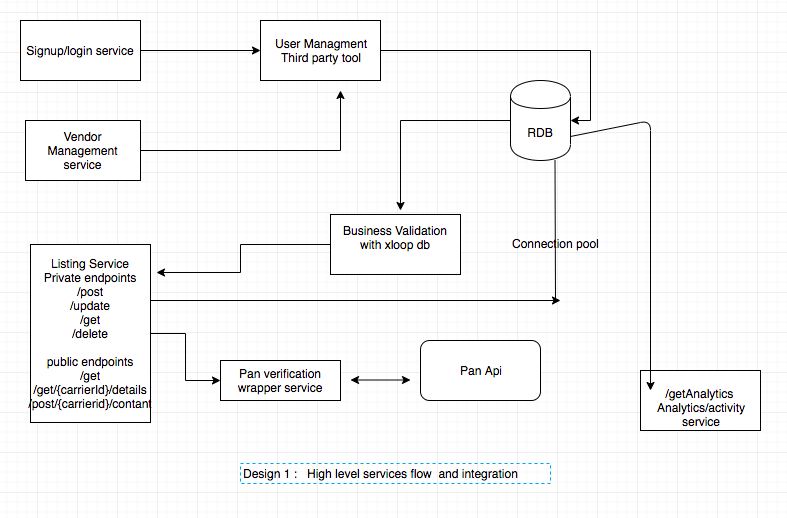 Signup/login service
User Managment
Third party tool
Vendor
Management
service
RDB
Business Validation
with xloop db
Connection pool
Listing Service
Private endpoints
/post
/update
/get
/delete
public endpoints
/get
/get/{carrierId}/details
/post/{carrierid}/contant
Pan verification
wrapper service
Pan Api
/getAnalytics
Analytics/activity
service
Design 1 : High level services flow and integration